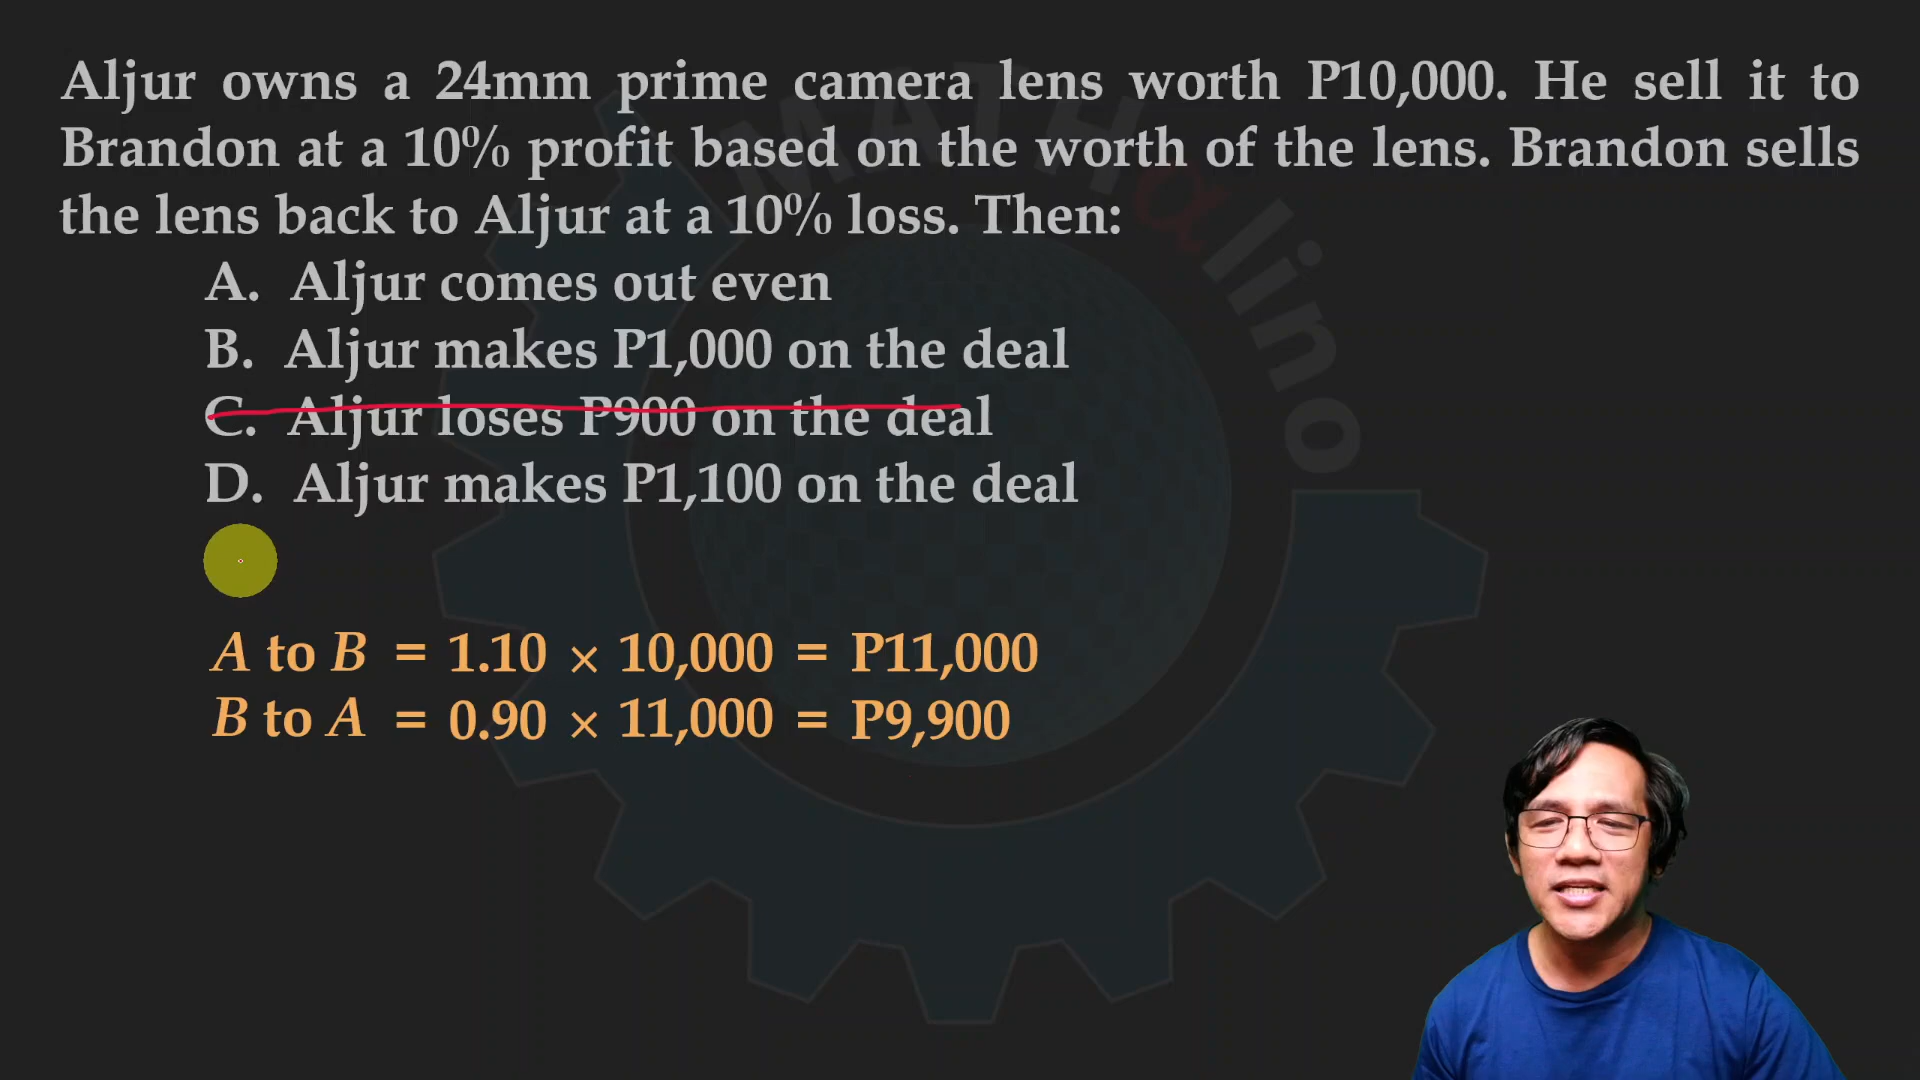 Aljur owns a 24mm prime camera lens worth P10,000. He sell it to
Brandon at a 10% profit based on the worth of the lens. Brandon sells
the lens back to Aljur at a 10% loss. Then:
A. Aljur comes out even
B. Aljur makes P1,000 on the deal
C. Aljur loses P900 on the deal
D. Aljur makes P1,100 on the deal
MATHalino
A to B = 1.10 × 10,000 = P11,000
B to A = 0.90 × 11,000 = P9,900